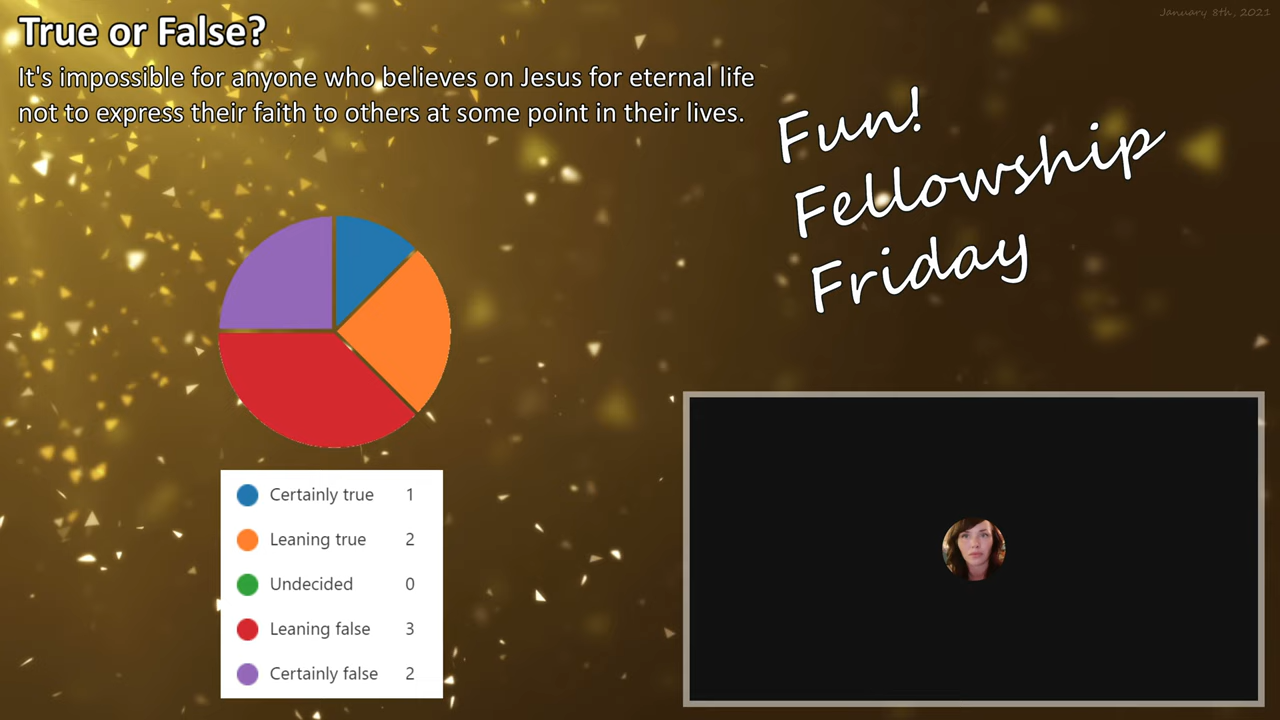 True or False?
It's impossible for anyone who believes on Jesus for eternal life
not to express their faith to others at some point in their lives.
January 8th, 2021
Fun!
Fellowship
Friday
Certainly true 1
Leaning true 2
Undecided 0
Leaning false 3
Certainly false 2